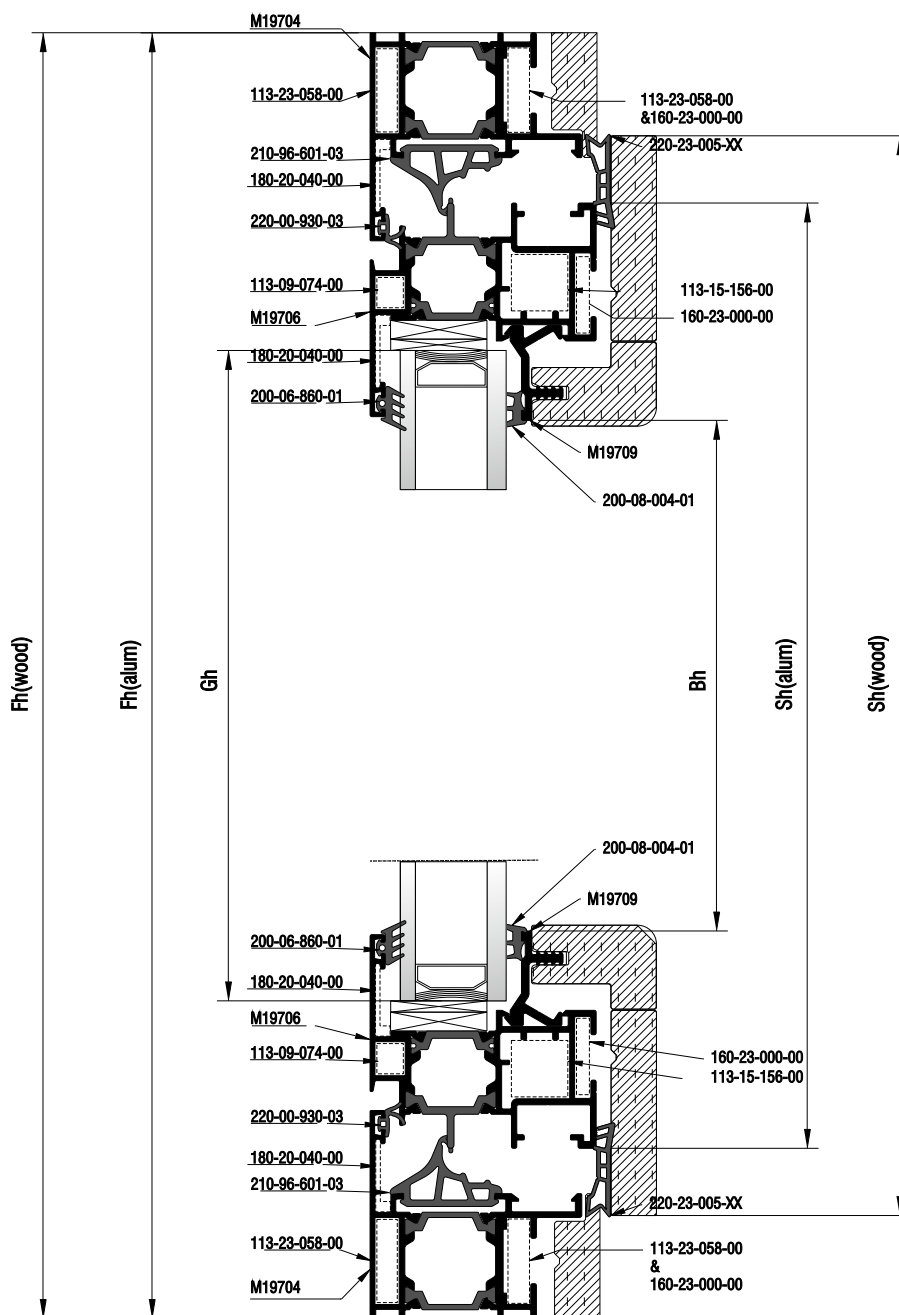 M19704
113-23-058-00
113-23-058-00
&160-23-000-00
220-23-005-XX
210-96-601-03
180-20-040-00
220-00-930-03
113-09-074-00
113-15-156-00
M19706
160-23-000-00
180-20-040-00
200-06-860-01
M19709
200-08-004-01
Fh(wood)
Fh(alum)
Gh
Bh
Sh(alum)
Sh(wood)
200-08-004-01
M19709
200-06-860-01
180-20-040-00
M19706
113-09-074-00
160-23-000-00
113-15-156-00
220-00-930-03
180-20-040-00
210-96-601-03
220-23-005-XX
113-23-058-00
M19704
113-23-058-00
&
160-23-000-00